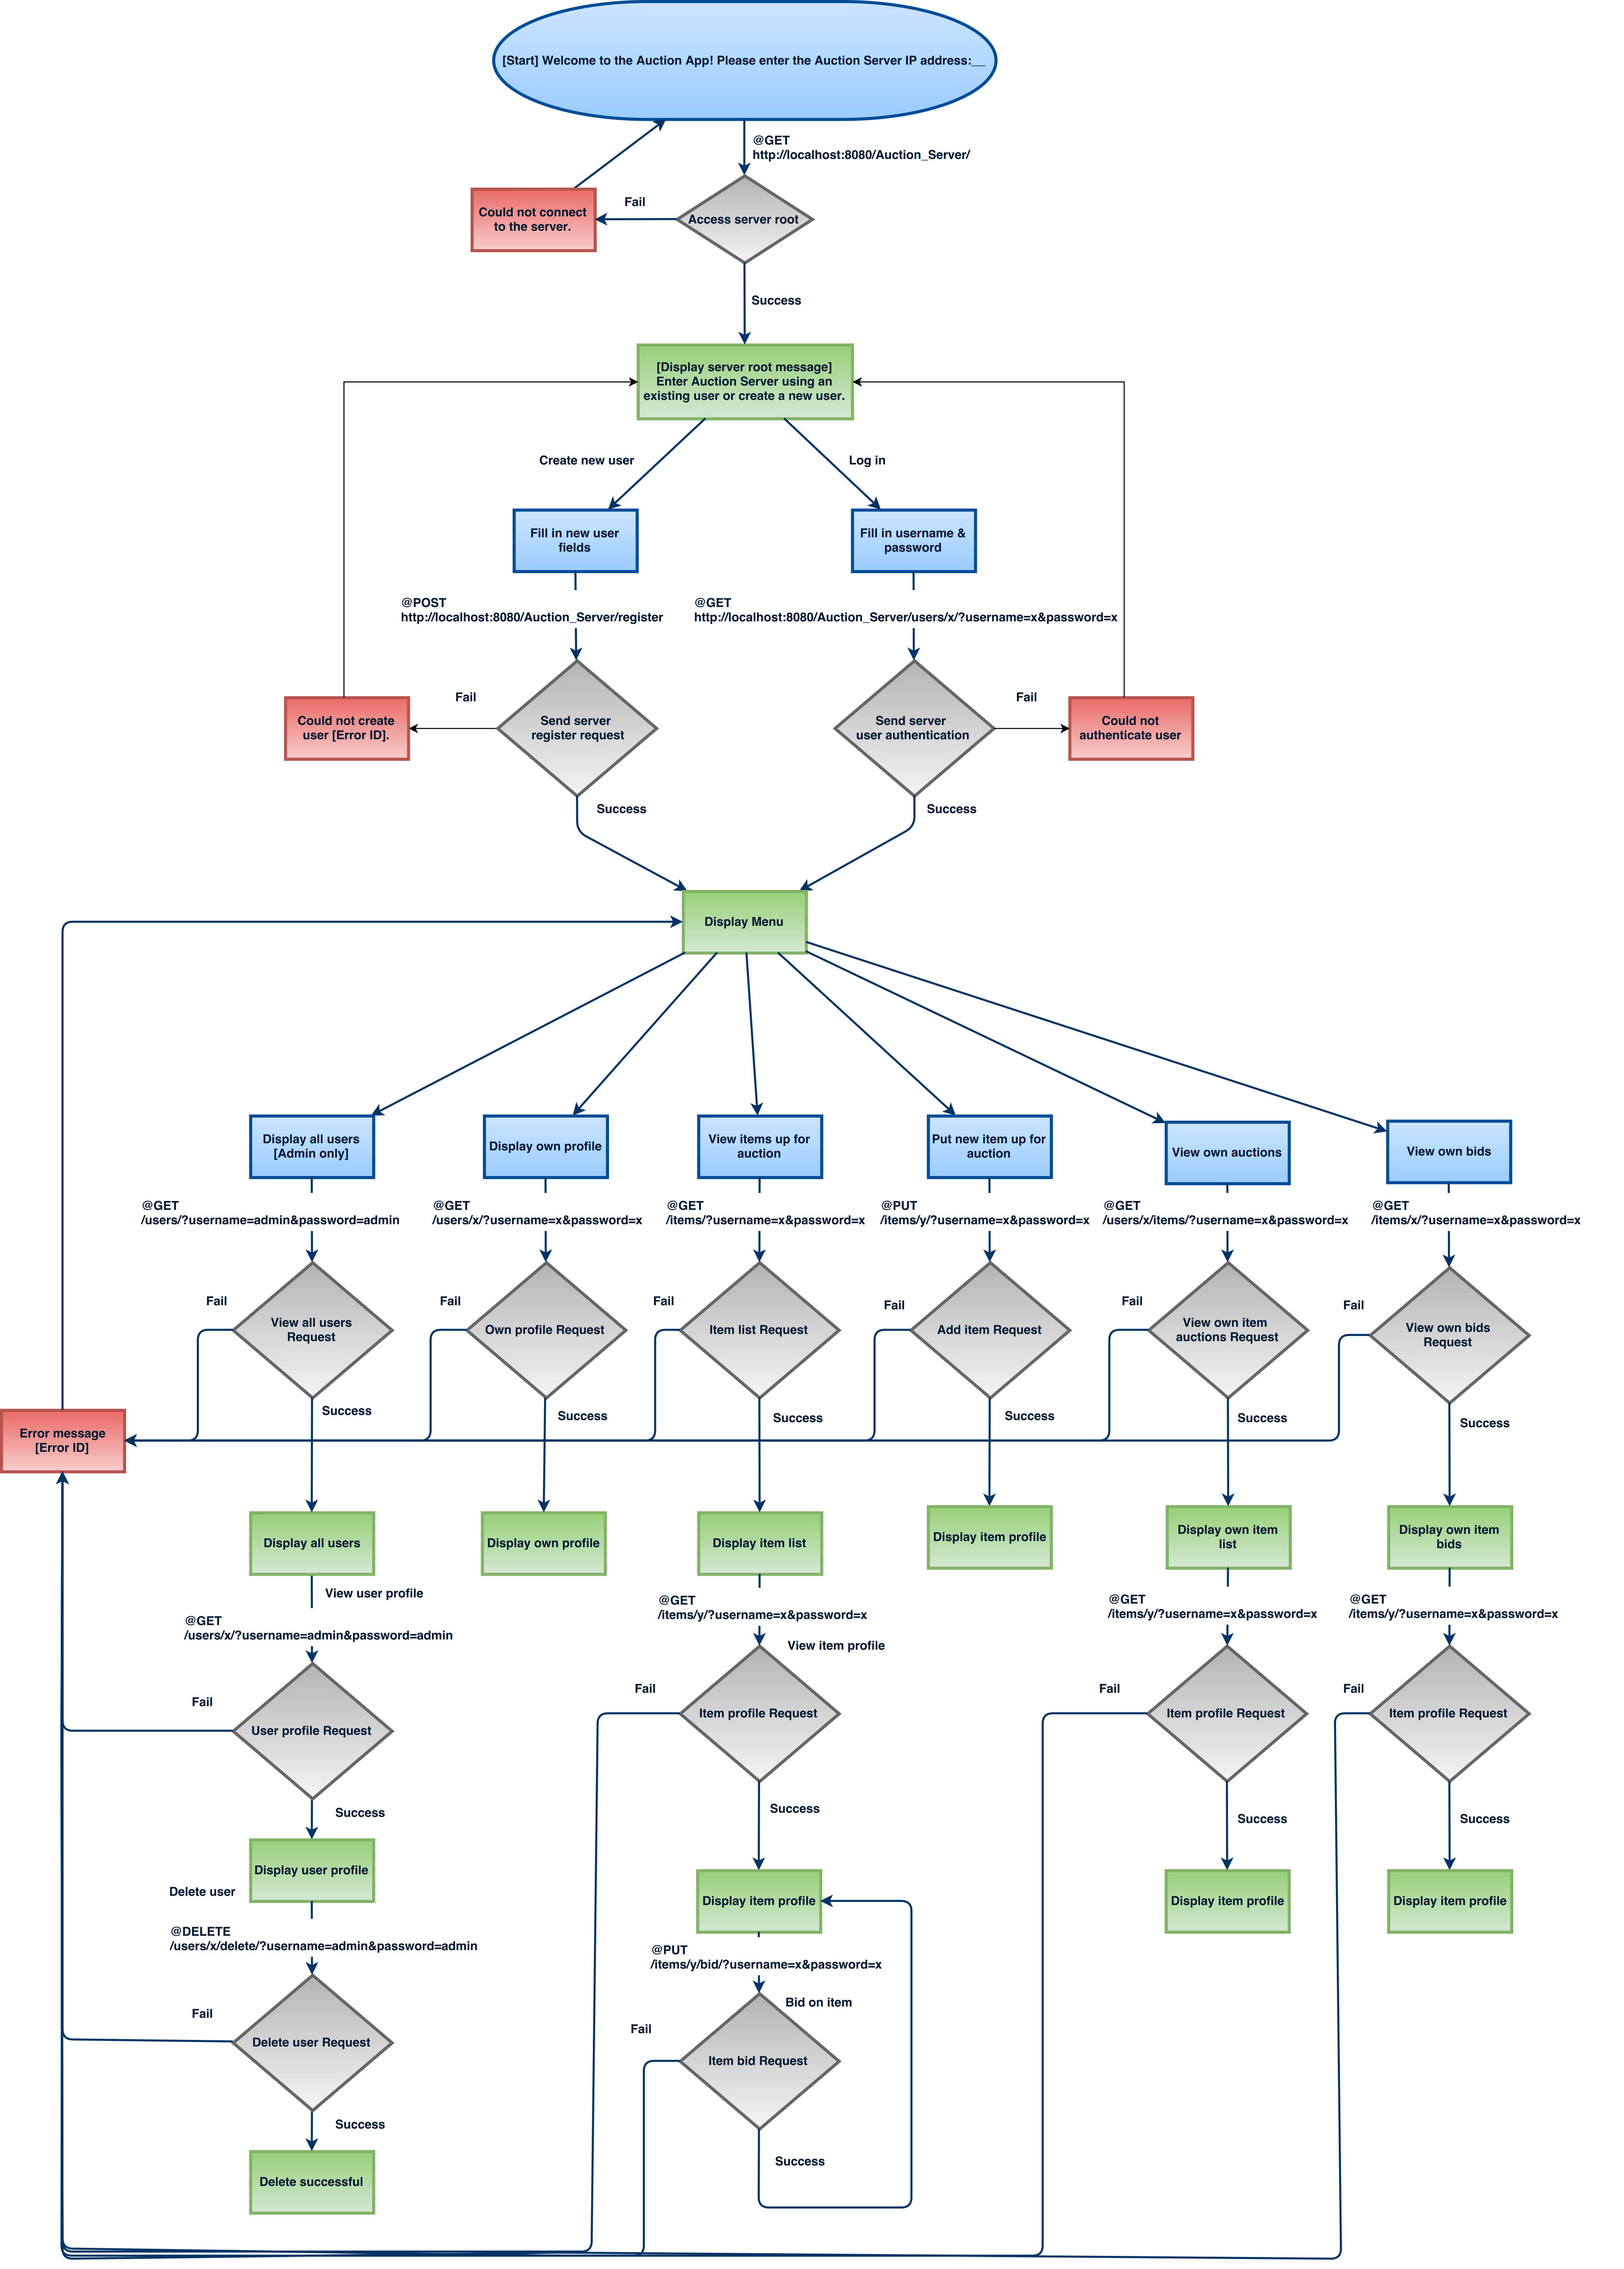 [Start] Welcome to the Auction App! Please enter the Auction Server IP address:__
@GET
http://localhost:8080/Auction_Server/
Fail
Could not connect
to the server.
Access server root
Success
[Display server root message]
Enter Auction Server using an
existing user or create a new user.
Create new user
Log in
Fill in new user
fields
Fill in username &
password
@POST
http://localhost:8080/Auction_Server/register
@GET
http://localhost:8080/Auction_Server/users/x/?username=x&password=x
Fail
Fail
Could not create
user [Error ID].
Send server
register request
Send server
user authentication
Could not
authenticate user
Success
Success
Display Menu
Display all users
[Admin only]
Display own profile
View items up for
auction
Put new item up for
auction
View own auctions
View own bids
@GET
/users/?username=admin&password=admin
@GET
/users/x/?username=x&password=x
@GET
/items/?username=x&password=x
@PUT
/items/y/?username=x&password=x
@GET
/users/x/items/?username=x&password=x
@GET
/items/x/?username=x&password=x
Fail
Fail
Fail
Fail
Fail
Fail
View all users
Request
Own profile Request
Item list Request
Add item Request
View own item
auctions Request
View own bids
Request
Success
Success
Success
Success
Success
Success
Error message
[Error ID]
Display all users
Display own profile
Display item list
Display item profile
Display own item
list
Display own item
bids
View user profile
@GET
/users/x/?username=admin&password=admin
@GET
/items/y/?username=x&password=x
View item profile
@GET
/items/y/?username=x&password=x
@GET
/items/y/?username=x&password=x
Fail
Fail
Fail
Fail
User profile Request
Item profile Request
Item profile Request
Item profile Request
Success
Success
Success
Success
Display user profile
Display item profile
Display item profile
Display item profile
Delete user
@DELETE
/users/x/delete/?username=admin&password=admin
@PUT
/items/y/bid/?username=x&password=x
Bid on item
Fail
Fail
Delete user Request
Item bid Request
Success
Success
Delete successful